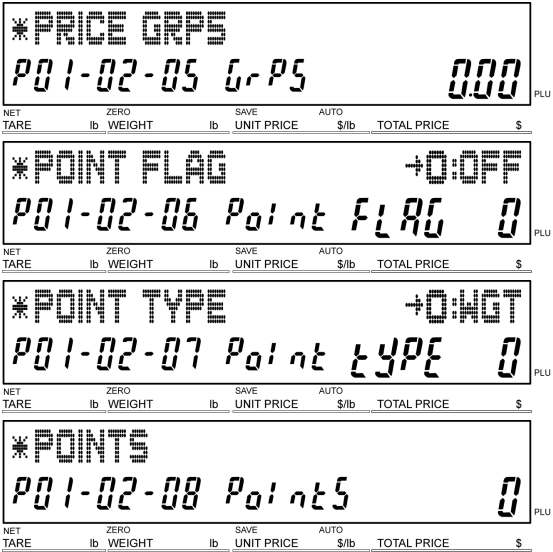 *PRICE GRPS
P01-02-05 GrPS 0.00 PLU
NET ZERO SAVE AUTO
TARE lb WEIGHT lb UNIT PRICE $/lb TOTAL PRICE $
*POINT FLAG →0:OFF
P01-02-06 Point FLAG 0 PLU
NET ZERO SAVE AUTO
TARE lb WEIGHT lb UNIT PRICE $/lb TOTAL PRICE $
*POINT TYPE →0:WGT
P01-02-07 Point tYPE 0 PLU
NET ZERO SAVE AUTO
TARE lb WEIGHT lb UNIT PRICE $/lb TOTAL PRICE $
*POINTS
P01-02-08 PointS 0 PLU
NET ZERO SAVE AUTO
TARE lb WEIGHT lb UNIT PRICE $/lb TOTAL PRICE $